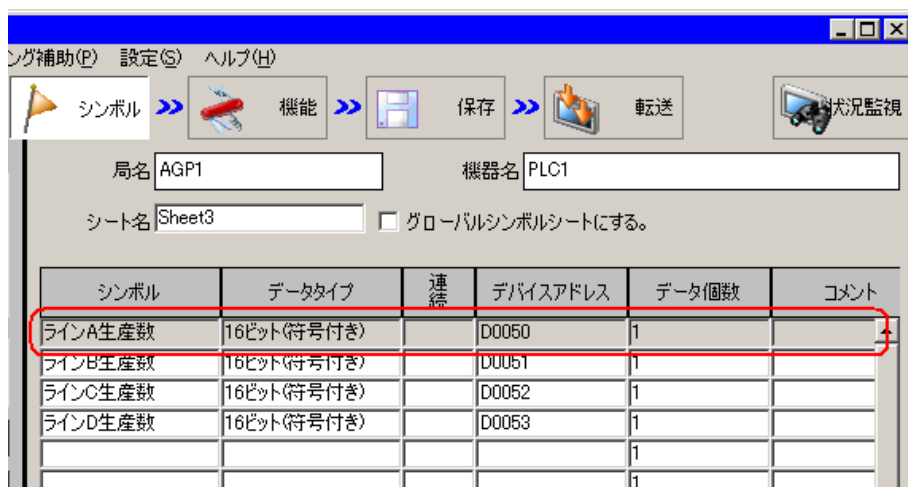 ング補助(P) 設定(S) ヘルプ(H)
シンボル 機能 保存 転送 状況監視
局名 AGP1 機器名 PLC1
シート名 Sheet3 グローバルシンボルシートにする。
シンボル データタイプ 連続 デバイスアドレス データ個数 コメント
ラインA生産数 16ビット(符号付き) D0050 1
ラインB生産数 16ビット(符号付き) D0051 1
ラインC生産数 16ビット(符号付き) D0052 1
ラインD生産数 16ビット(符号付き) D0053 1
1
1